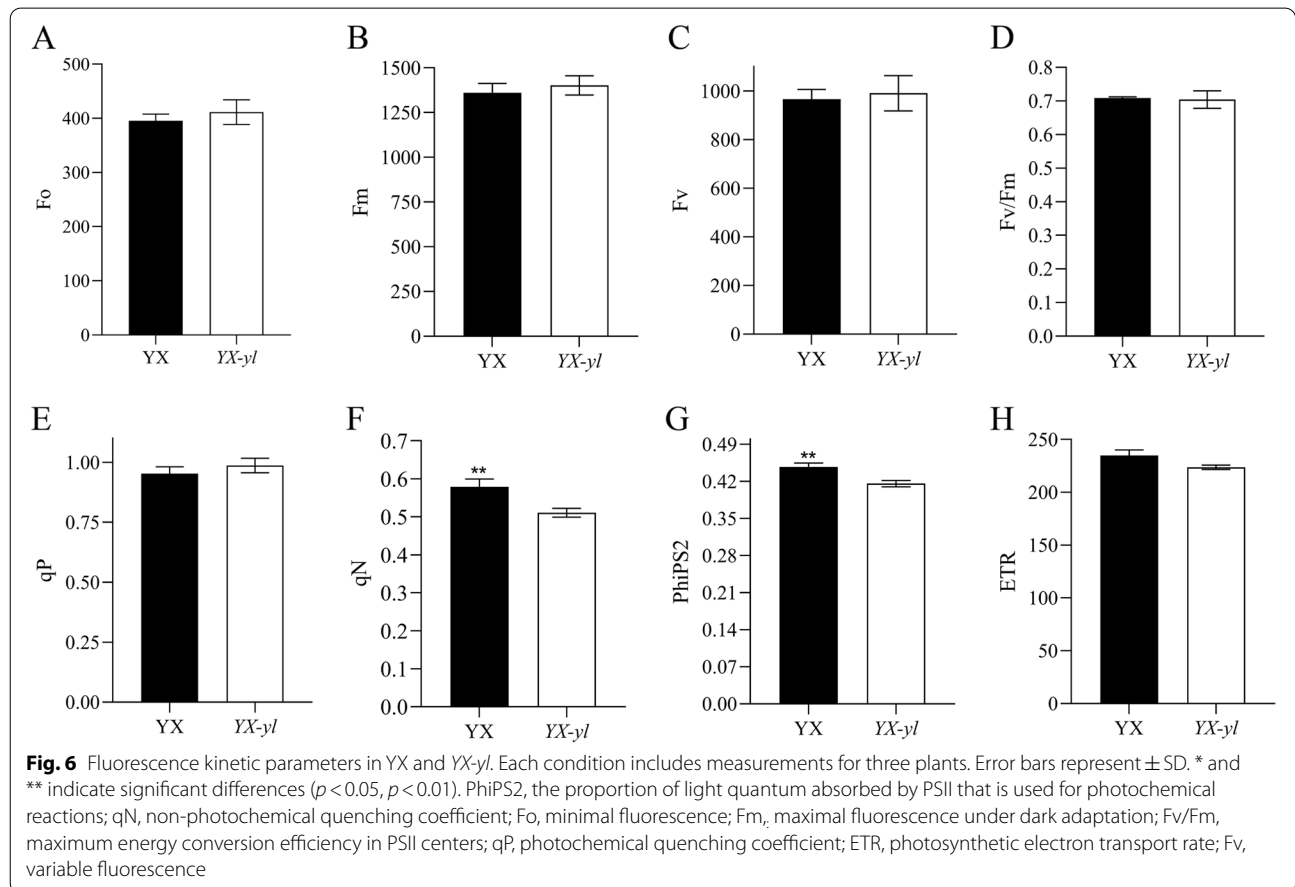 A
B
C
D
500
400
300
200
100
0
Fo
YX
YX-yl
1500
1250
1000
750
500
250
0
Fm
YX
YX-yl
1000
800
600
400
200
0
Fv
YX
YX-yl
0.8
0.7
0.6
0.5
0.4
0.3
0.2
0.1
0.0
Fv/Fm
YX
YX-yl
E
F
G
H
1.00
0.75
0.50
0.25
0.00
qP
YX
YX-yl
0.7
0.6
0.5
0.4
0.3
0.2
0.1
0.0
qN
**
YX
YX-yl
0.49
0.42
0.35
0.28
0.21
0.14
0.07
0.00
PhiPS2
**
YX
YX-yl
250
200
150
100
50
0
ETR
YX
YX-yl
Fig. 6 Fluorescence kinetic parameters in YX and YX-yl. Each condition includes measurements for three plants. Error bars represent ± SD. * and
** indicate significant differences (p < 0.05, p < 0.01). PhiPS2, the proportion of light quantum absorbed by PSII that is used for photochemical
reactions; qN, non-photochemical quenching coefficient; Fo, minimal fluorescence; Fm,; maximal fluorescence under dark adaptation; Fv/Fm,
maximum energy conversion efficiency in PSII centers; qP, photochemical quenching coefficient; ETR, photosynthetic electron transport rate; Fv,
variable fluorescence